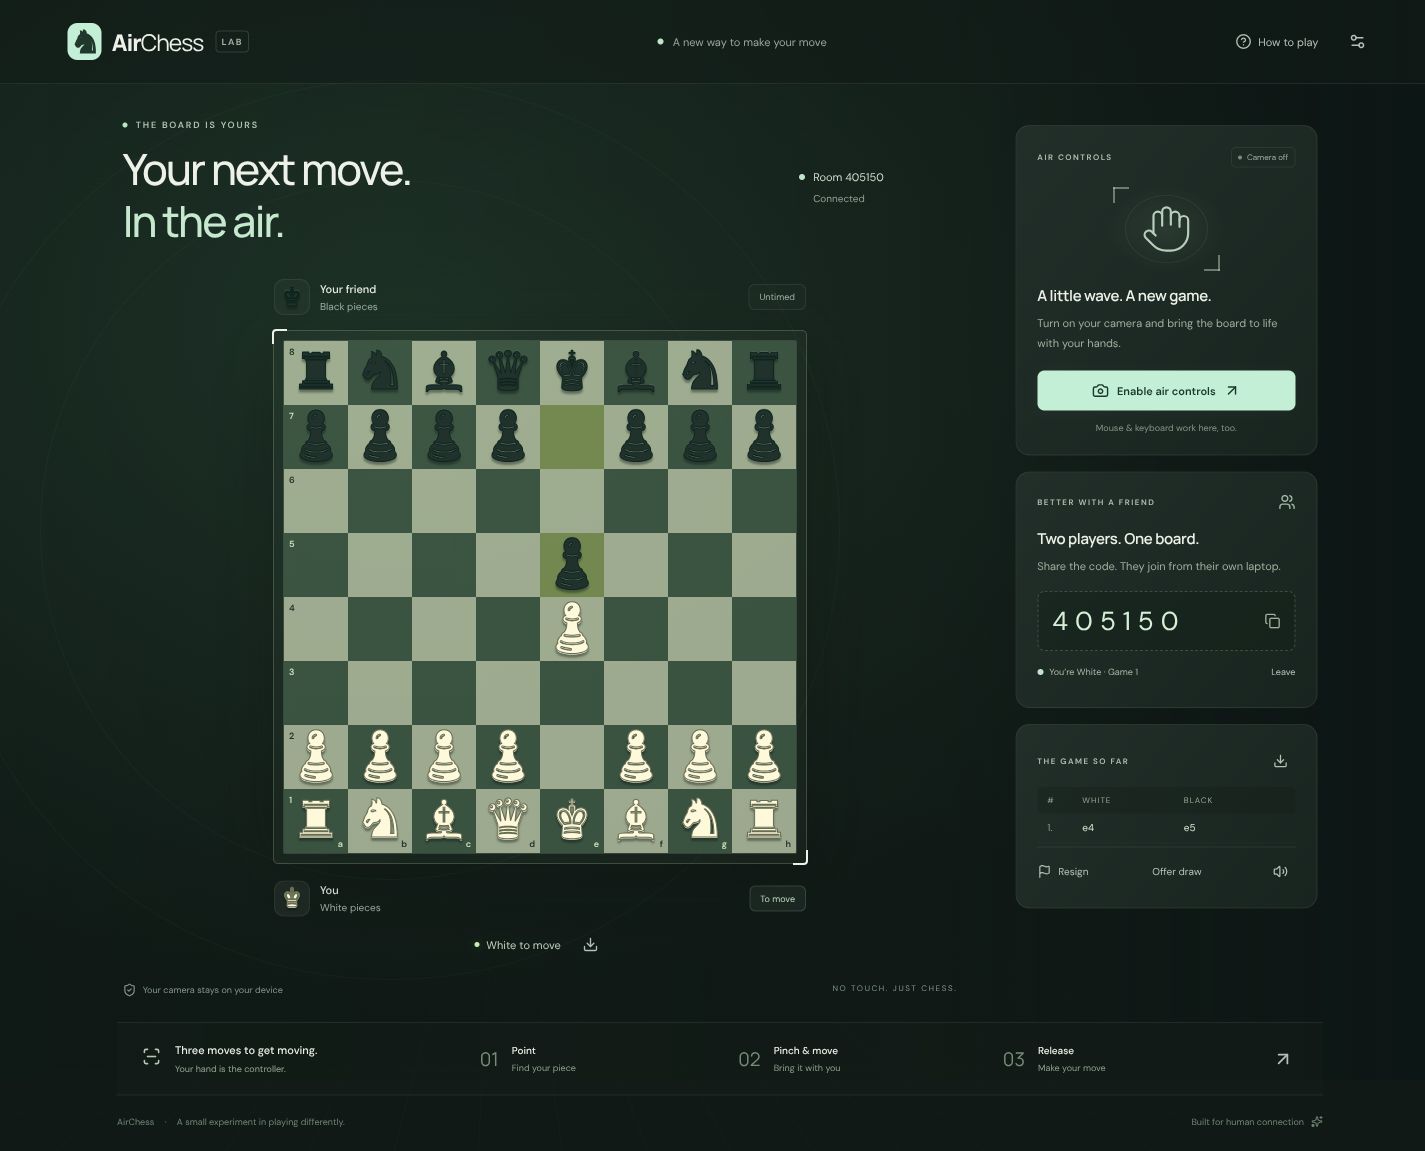 AirChess LAB
A new way to make your move
How to play
THE BOARD IS YOURS
Your next move.
In the air.
Room 405150
Connected
Your friend
Black pieces
Untimed
8
7
6
5
4
3
2
1
a b c d e f g h
You
White pieces
To move
White to move
Your camera stays on your device
NO TOUCH. JUST CHESS.
AIR CONTROLS
Camera off
A little wave. A new game.
Turn on your camera and bring the board to life
with your hands.
Enable air controls
Mouse & keyboard work here, too.
BETTER WITH A FRIEND
Two players. One board.
Share the code. They join from their own laptop.
405150
You're White · Game 1
Leave
THE GAME SO FAR
# WHITE BLACK
1. e4 e5
Resign
Offer draw
Three moves to get moving.
Your hand is the controller.
01 Point
Find your piece
02 Pinch & move
Bring it with you
03 Release
Make your move
AirChess · A small experiment in playing differently.
Built for human connection